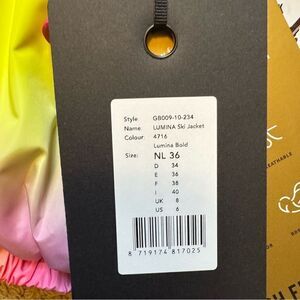 Style: GB009-10-234
Name: LUMINA Ski Jacket
Colour: 4716
Lumina Bold
Size: NL 36
D 34
E 36
F 38
I 40
UK 8
US 6
8 719174 817025